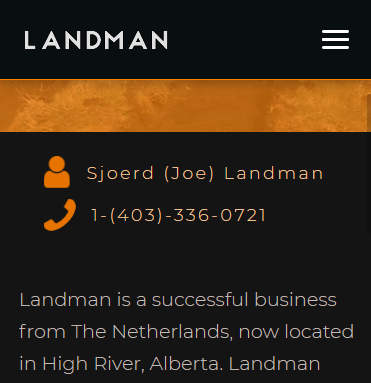 LANDMAN
Sjoerd (Joe) Landman
1-(403)-336-0721
Landman is a successful business
from The Netherlands, now located
in High River, Alberta. Landman